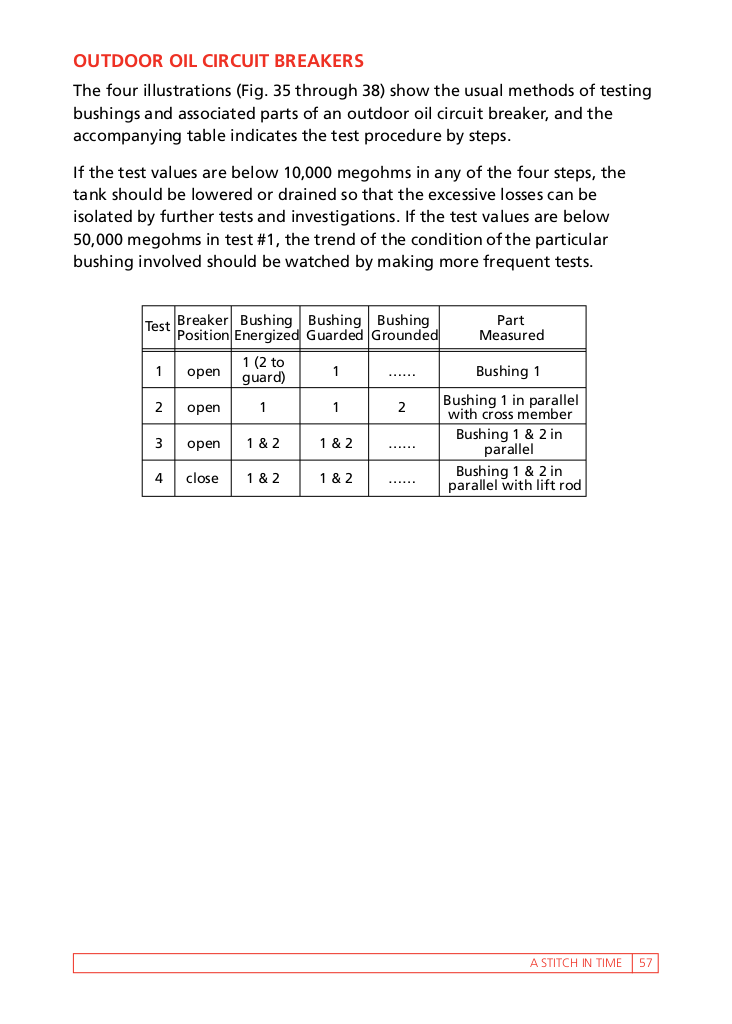 OUTDOOR OIL CIRCUIT BREAKERS
The four illustrations (Fig. 35 through 38) show the usual methods of testing
bushings and associated parts of an outdoor oil circuit breaker, and the
accompanying table indicates the test procedure by steps.
If the test values are below 10,000 megohms in any of the four steps, the
tank should be lowered or drained so that the excessive losses can be
isolated by further tests and investigations. If the test values are below
50,000 megohms in test #1, the trend of the condition of the particular
bushing involved should be watched by making more frequent tests.
Test Breaker Position Bushing Energized Bushing Guarded Bushing Grounded Part Measured
1 open 1 (2 to guard) 1 ...... Bushing 1
2 open 1 1 2 Bushing 1 in parallel with cross member
3 open 1 & 2 1 & 2 ...... Bushing 1 & 2 in parallel
4 close 1 & 2 1 & 2 ...... Bushing 1 & 2 in parallel with lift rod
A STITCH IN TIME 57